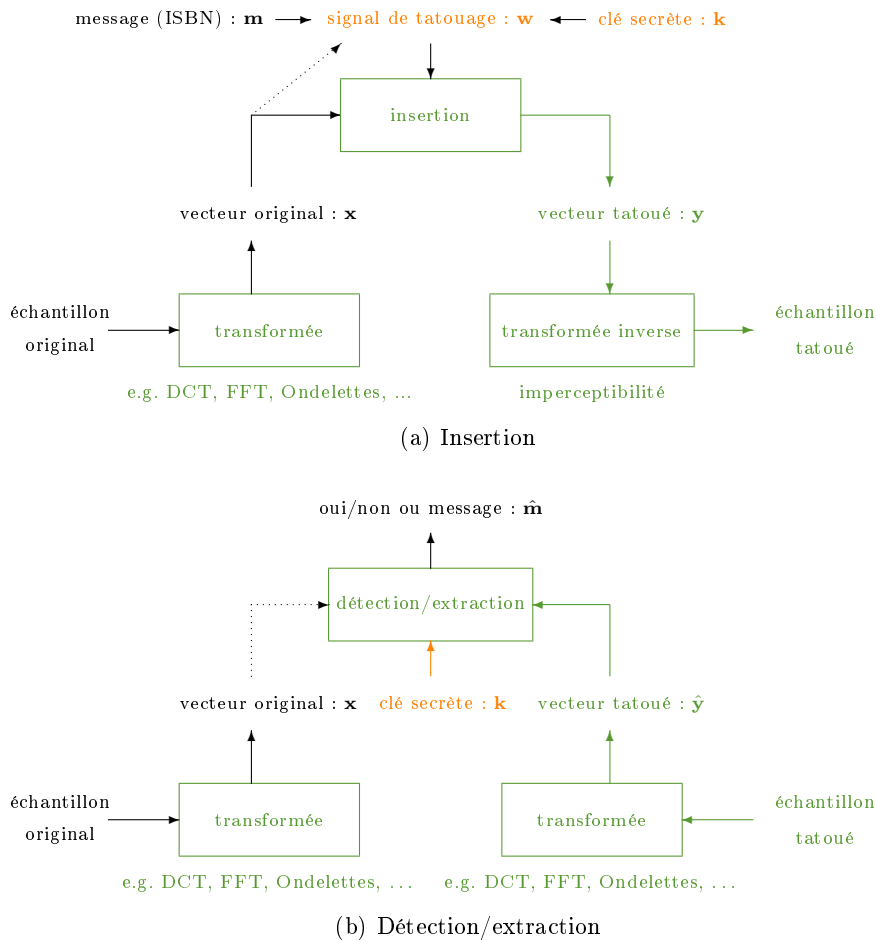 message (ISBN) : m
signal de tatouage : w
clé secrète : k
insertion
vecteur original : x
vecteur tatoué : y
échantillon
original
transformée
transformée inverse
échantillon
tatoué
e.g. DCT, FFT, Ondelettes, ...
imperceptibilité
(a) Insertion
oui/non ou message : m̂
détection/extraction
vecteur original : x
clé secrète : k
vecteur tatoué : ŷ
échantillon
original
transformée
transformée
échantillon
tatoué
e.g. DCT, FFT, Ondelettes, ...
e.g. DCT, FFT, Ondelettes, ...
(b) Détection/extraction